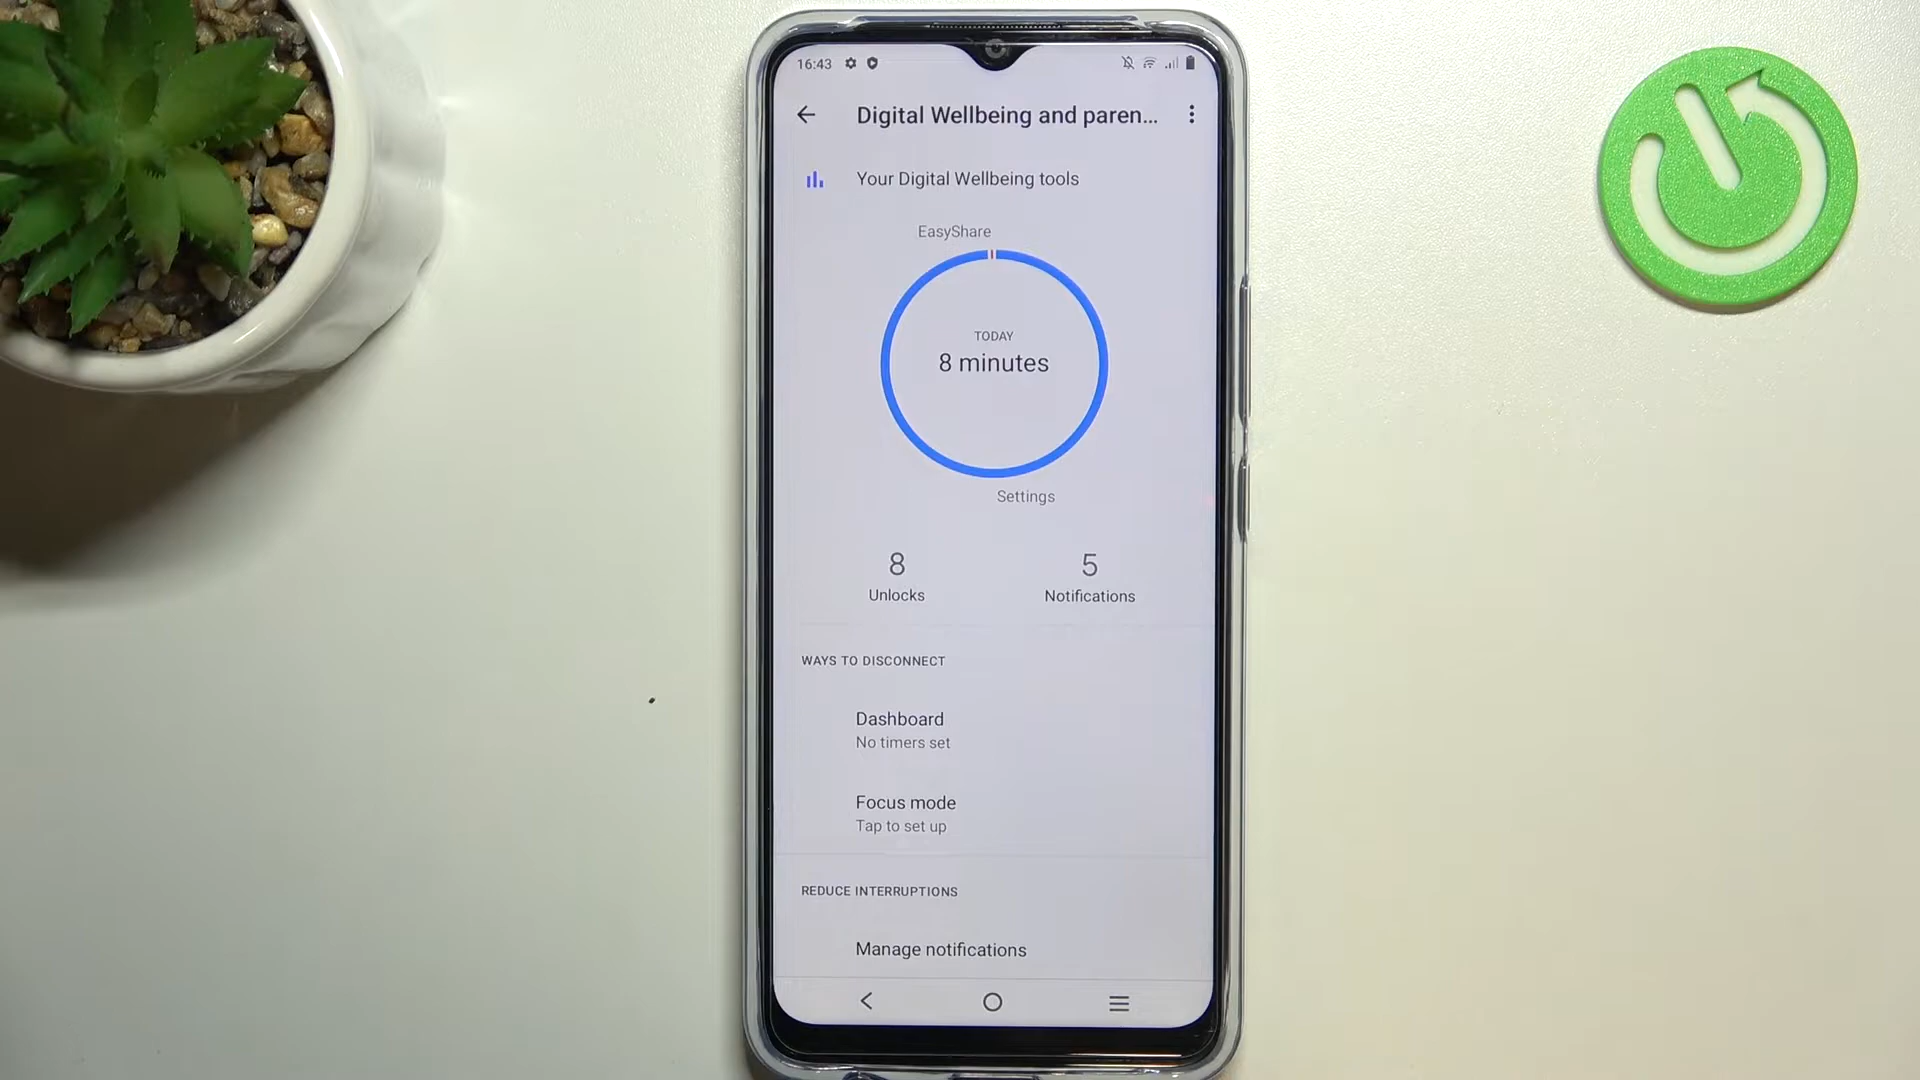 16:43
Digital Wellbeing and paren...
Your Digital Wellbeing tools
EasyShare
TODAY
8 minutes
Settings
8
Unlocks
5
Notifications
WAYS TO DISCONNECT
Dashboard
No timers set
Focus mode
Tap to set up
REDUCE INTERRUPTIONS
Manage notifications